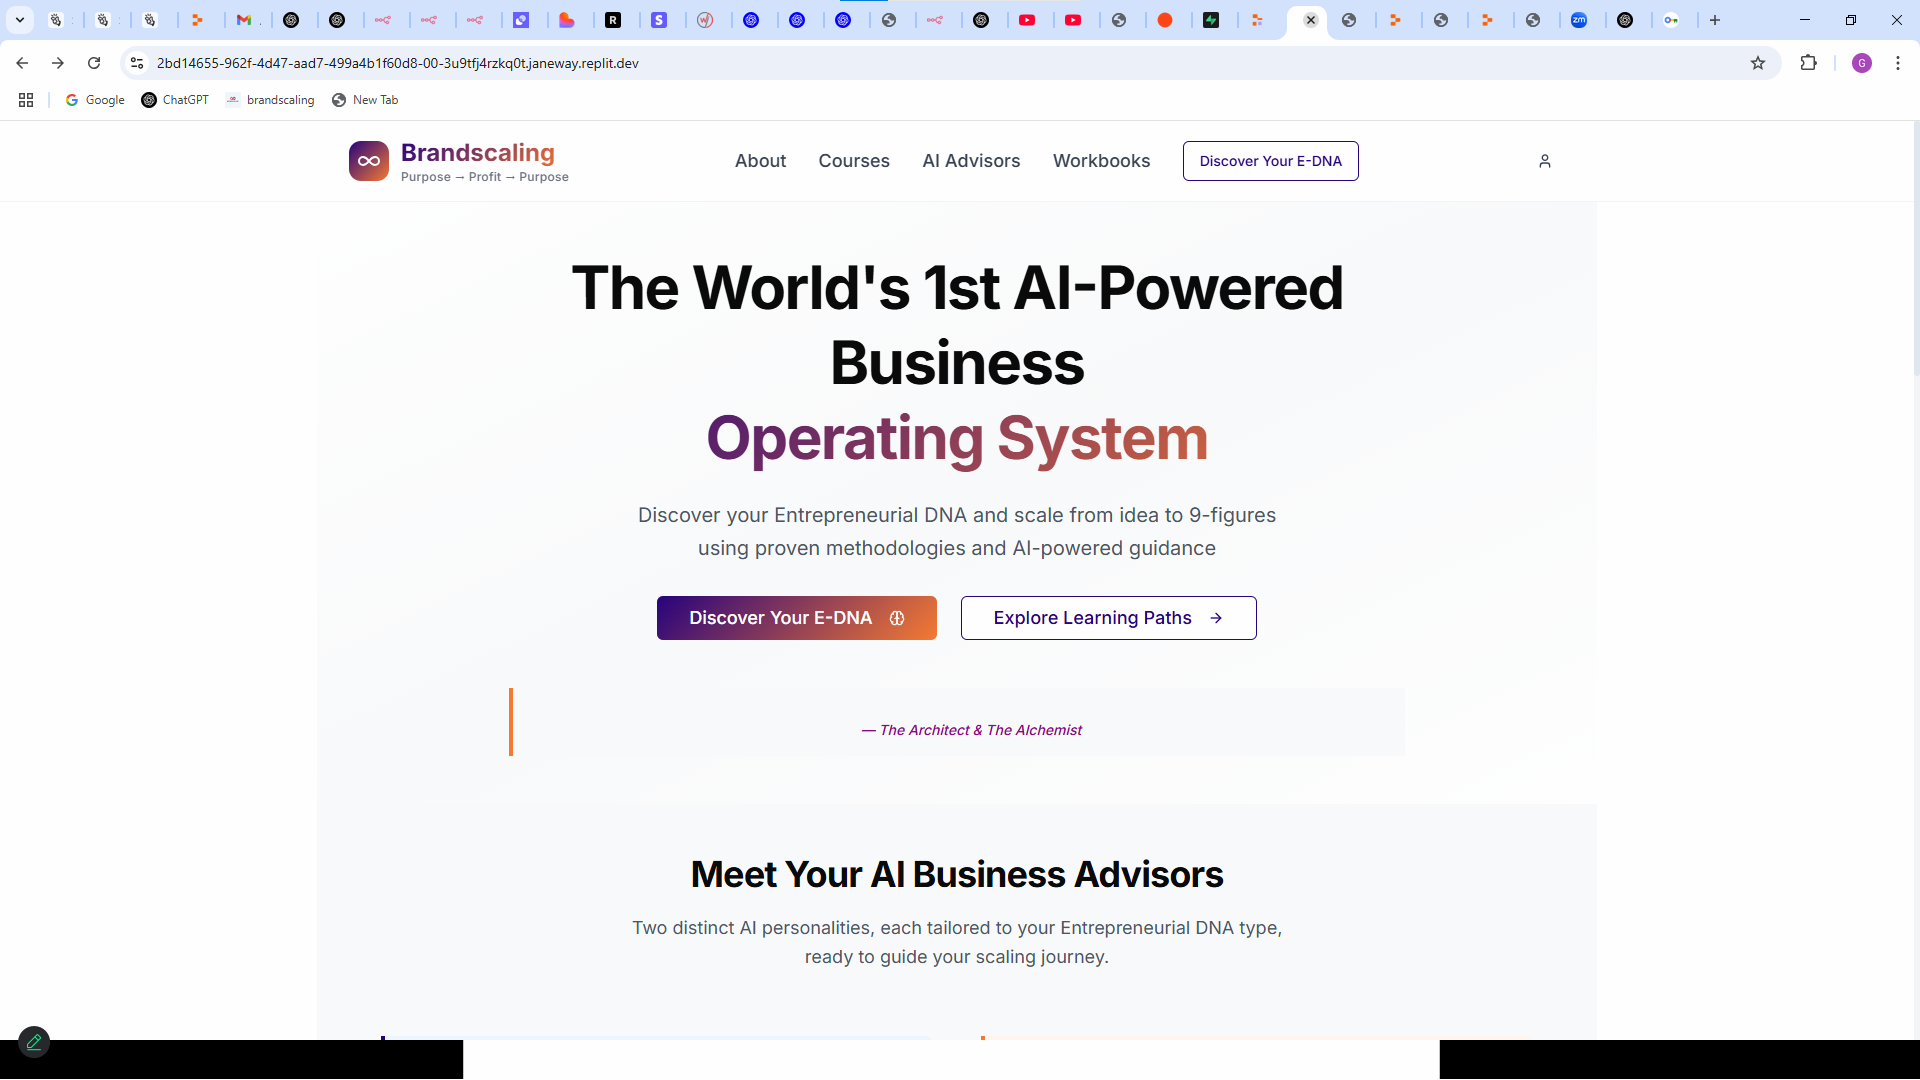 2bd14655-962f-4d47-aad7-499a4b1f60d8-00-3u9tfj4rzkq0t.janeway.replit.dev
G
Google
ChatGPT
brandscaling
New Tab
Brandscaling
Purpose → Profit → Purpose
About
Courses
AI Advisors
Workbooks
Discover Your E-DNA
The World's 1st AI-Powered
Business
Operating System
Discover your Entrepreneurial DNA and scale from idea to 9-figures
using proven methodologies and AI-powered guidance
Discover Your E-DNA
Explore Learning Paths →
— The Architect & The Alchemist
Meet Your AI Business Advisors
Two distinct AI personalities, each tailored to your Entrepreneurial DNA type,
ready to guide your scaling journey.